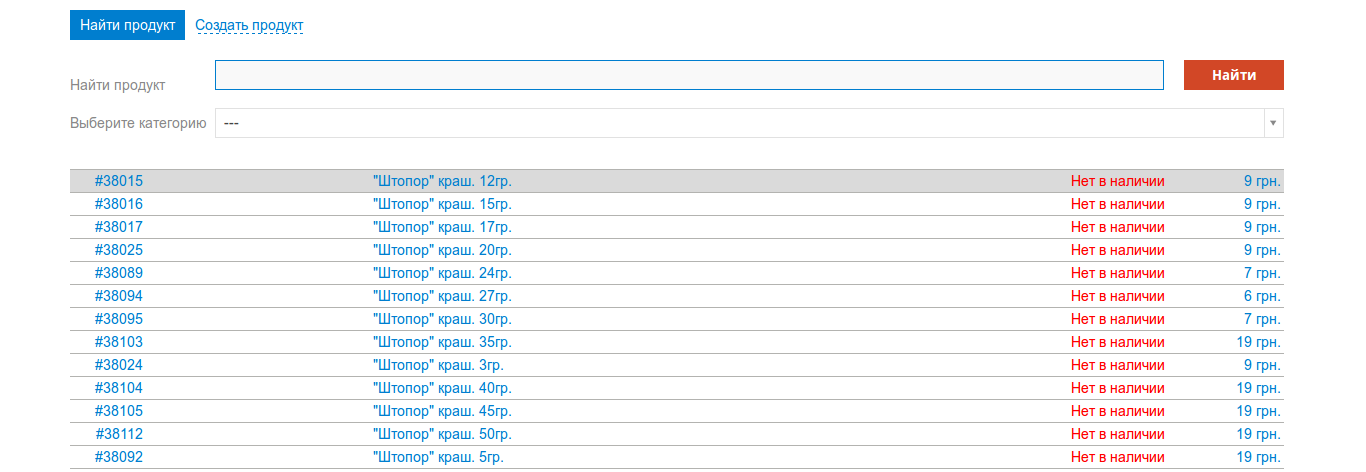 Найти продукт Создать продукт
Найти продукт Найти
Выберите категорию ---
#38015 "Штопор" краш. 12гр. Нет в наличии 9 грн.
#38016 "Штопор" краш. 15гр. Нет в наличии 9 грн.
#38017 "Штопор" краш. 17гр. Нет в наличии 9 грн.
#38025 "Штопор" краш. 20гр. Нет в наличии 9 грн.
#38089 "Штопор" краш. 24гр. Нет в наличии 7 грн.
#38094 "Штопор" краш. 27гр. Нет в наличии 6 грн.
#38095 "Штопор" краш. 30гр. Нет в наличии 7 грн.
#38103 "Штопор" краш. 35гр. Нет в наличии 19 грн.
#38024 "Штопор" краш. 3гр. Нет в наличии 9 грн.
#38104 "Штопор" краш. 40гр. Нет в наличии 19 грн.
#38105 "Штопор" краш. 45гр. Нет в наличии 19 грн.
#38112 "Штопор" краш. 50гр. Нет в наличии 19 грн.
#38092 "Штопор" краш. 5гр. Нет в наличии 19 грн.